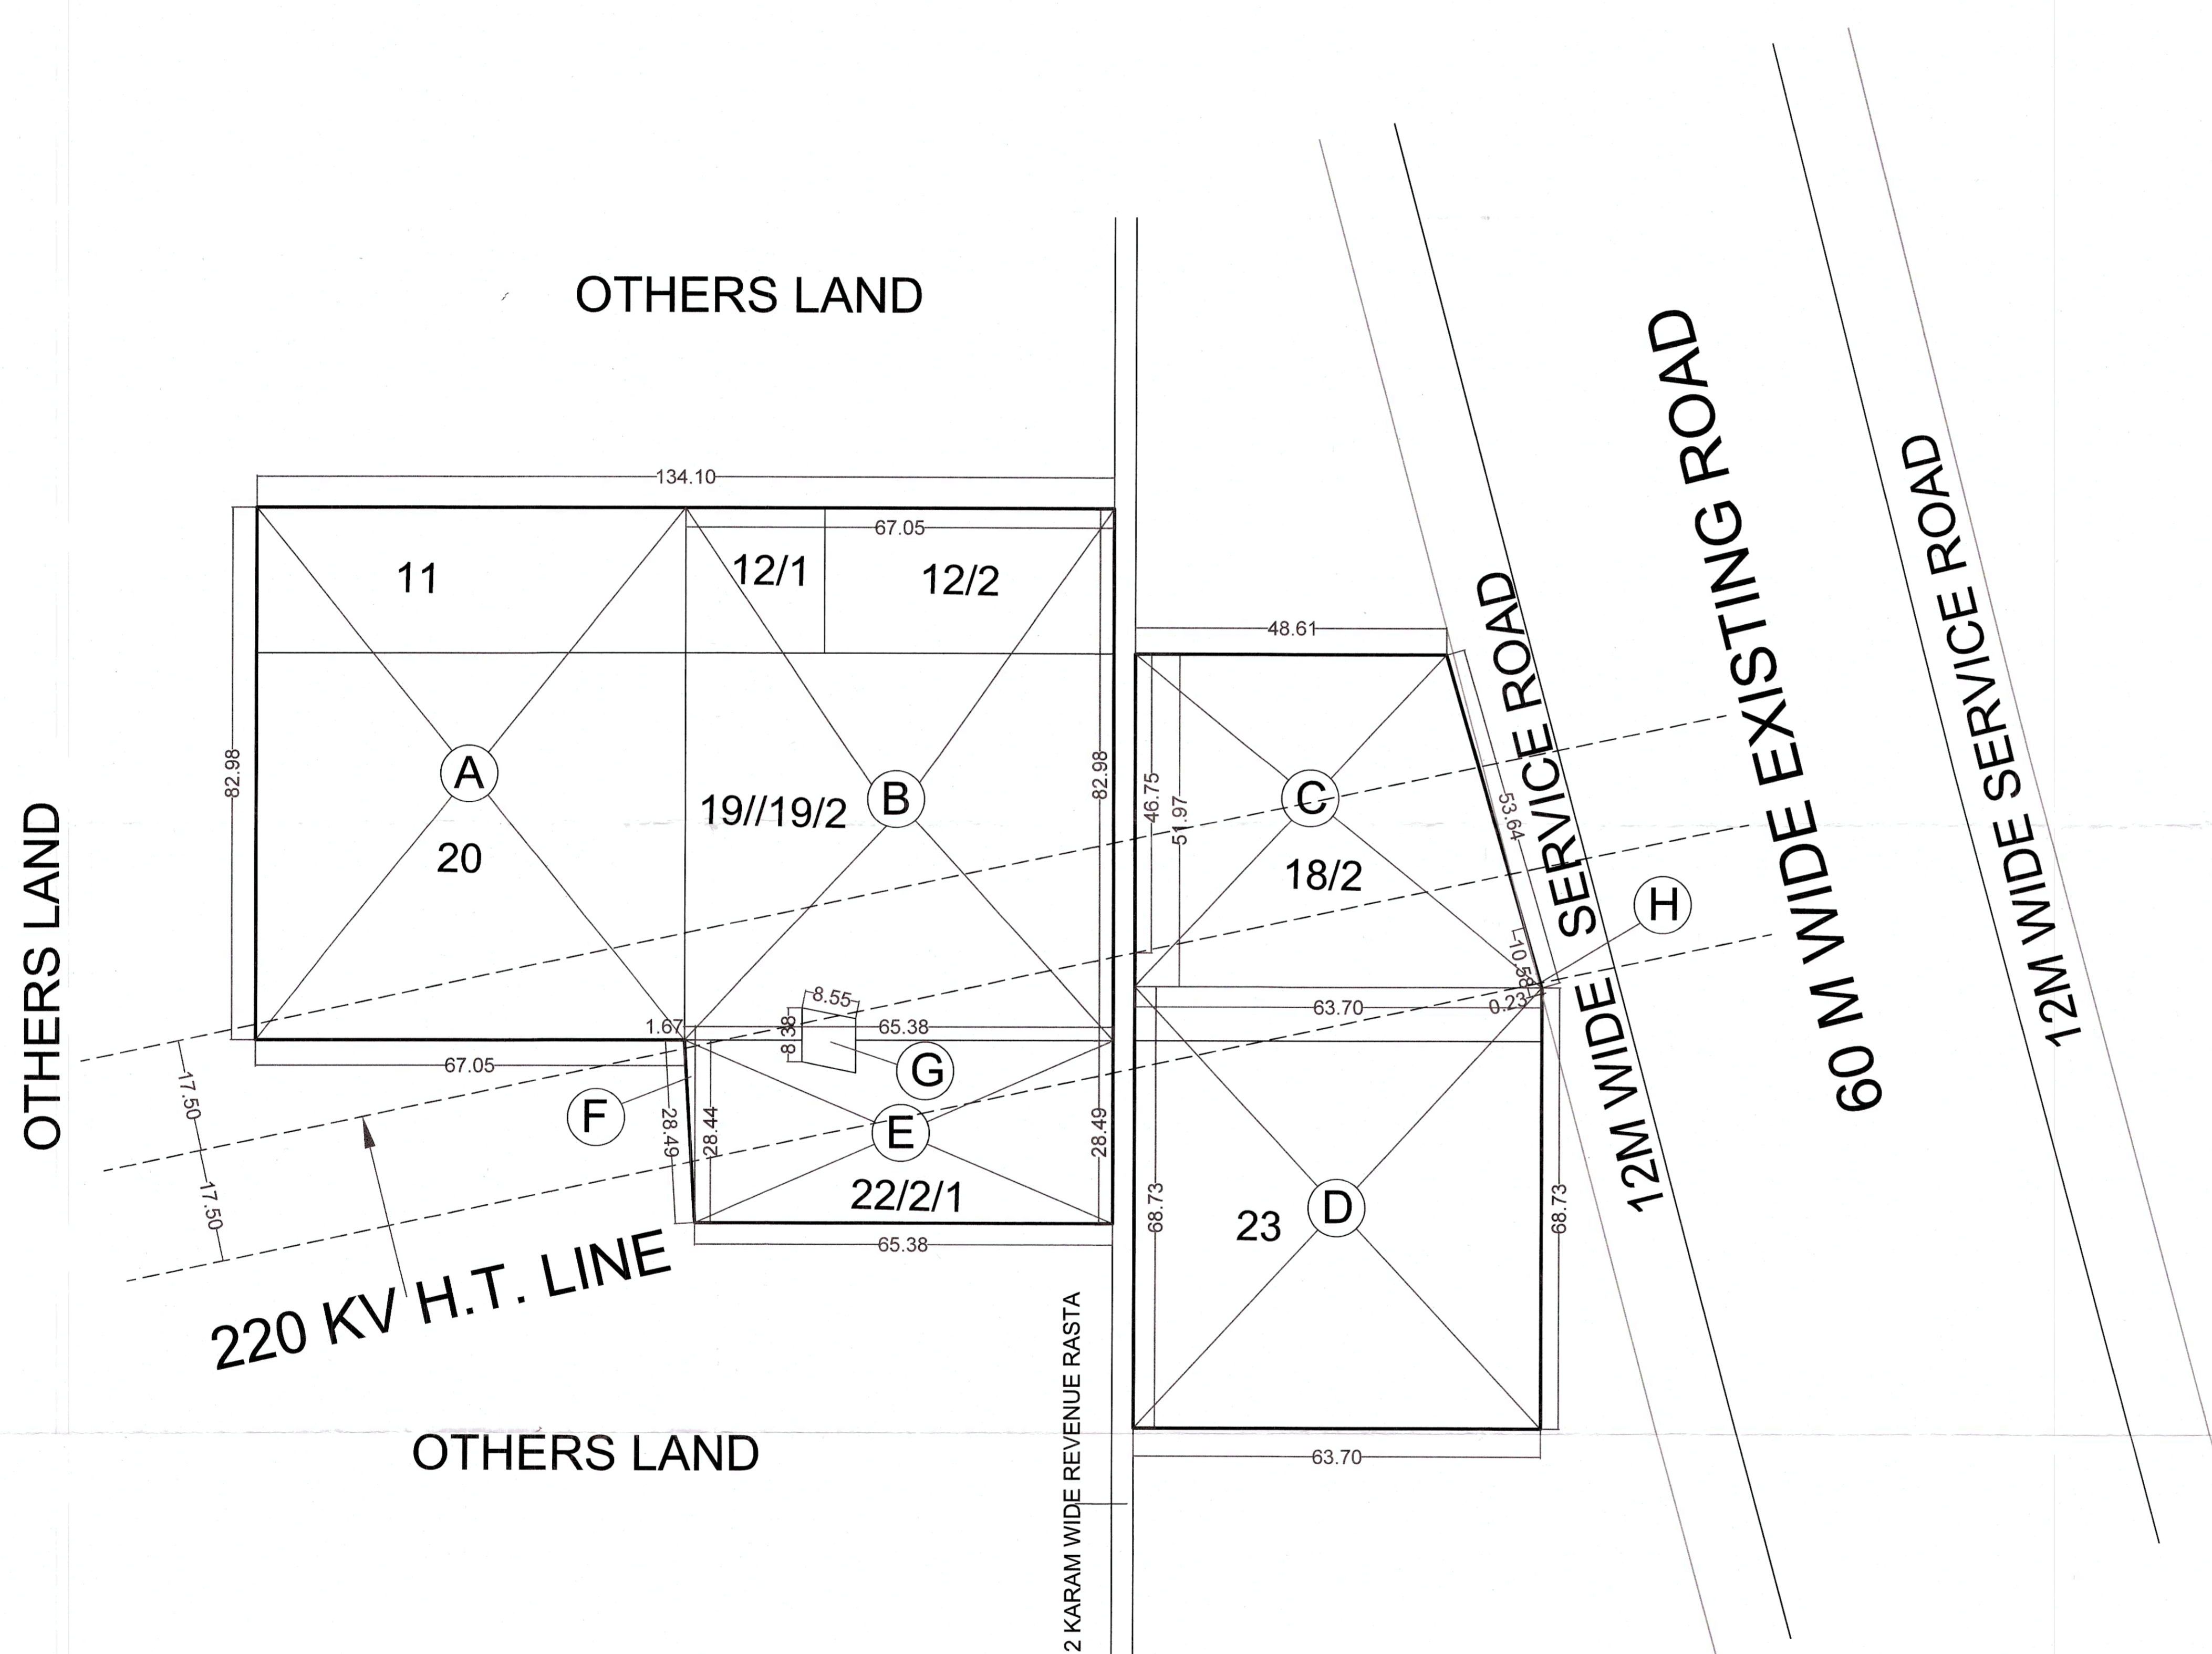 OTHERS LAND
134.10
67.05
11
12/1
12/2
48.61
82.98
A
20
19//19/2
B
82.98
46.75
51.97
C
18/2
53.64
H
10.58
0.23
63.70
8.55
8.38
1.67
65.38
G
67.05
F
28.49
28.44
E
28.49
22/2/1
65.38
17.50
17.50
220 KV H.T. LINE
OTHERS LAND
OTHERS LAND
68.73
23
D
68.73
63.70
2 KARAM WIDE REVENUE RASTA
12M WIDE SERVICE ROAD
60 M WIDE EXISTING ROAD
12M WIDE SERVICE ROAD